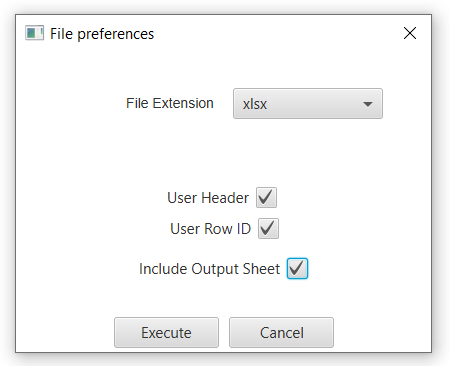 File preferences
File Extension xlsx
User Header
User Row ID
Include Output Sheet
Execute Cancel